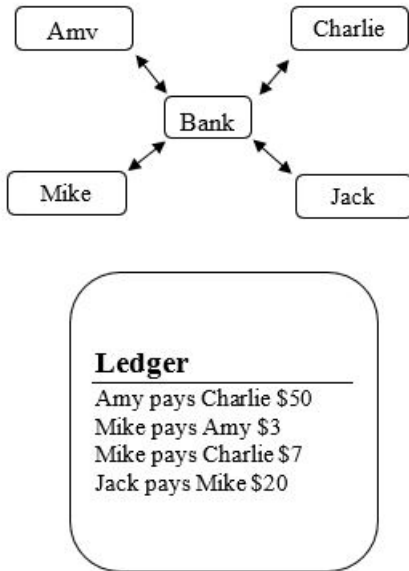 Amv
Charlie
Bank
Mike
Jack
Ledger
Amy pays Charlie $50
Mike pays Amy $3
Mike pays Charlie $7
Jack pays Mike $20